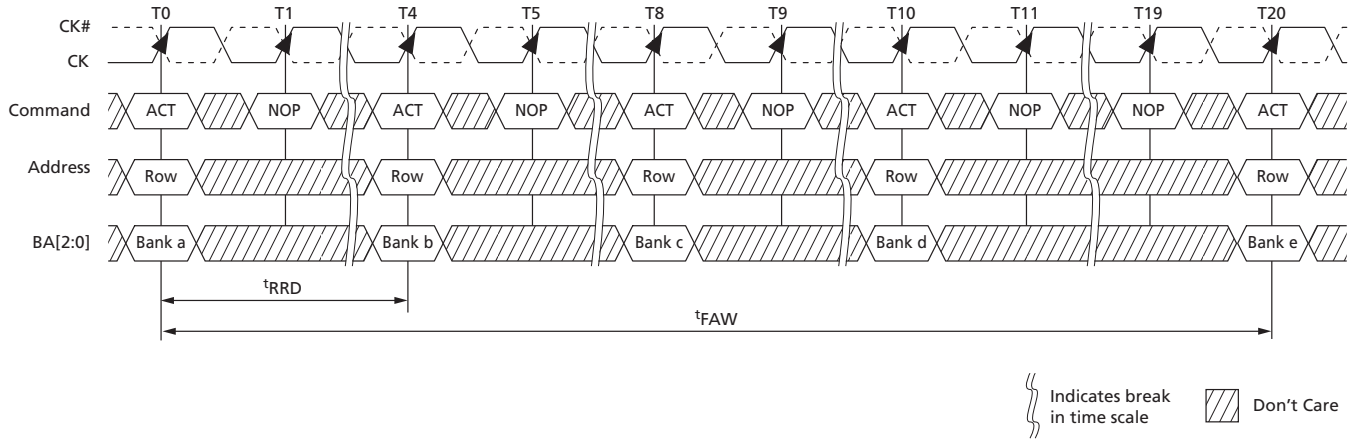 T0 T1 T4 T5 T8 T9 T10 T11 T19 T20
CK#
CK
Command ACT NOP ACT NOP ACT NOP ACT NOP NOP ACT
Address Row Row Row Row Row
BA[2:0] Bank a Bank b Bank c Bank d Bank e
tRRD
tFAW
Indicates break
in time scale
Don't Care